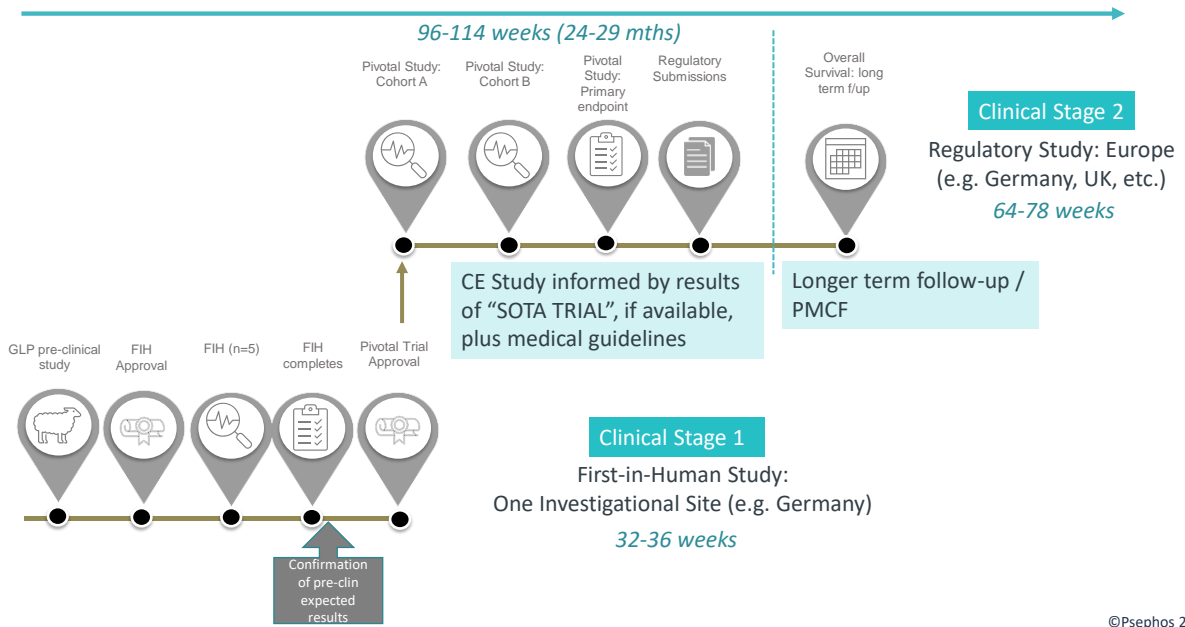 96-114 weeks (24-29 mths)
Pivotal Study:
Cohort A
Pivotal Study:
Cohort B
Pivotal
Study:
Primary
endpoint
Regulatory
Submissions
Overall
Survival: long
term f/up
Clinical Stage 2
Regulatory Study: Europe
(e.g. Germany, UK, etc.)
64-78 weeks
CE Study informed by results
of “SOTA TRIAL”, if available,
plus medical guidelines
Longer term follow-up /
PMCF
GLP pre-clinical
study
FIH
Approval
FIH (n=5)
FIH
completes
Pivotal Trial
Approval
Clinical Stage 1
First-in-Human Study:
One Investigational Site (e.g. Germany)
32-36 weeks
Confirmation
of pre-clin
expected
results
©Psephos 2